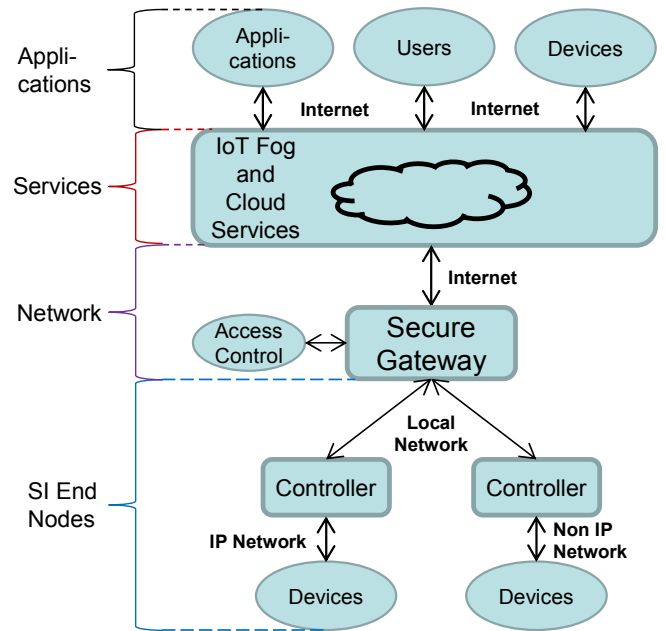 Appli-
cations
Appli-
cations
Users
Devices
Internet
Internet
Services
IoT Fog
and
Cloud
Services
Internet
Network
Access
Control
Secure
Gateway
Local
Network
SI End
Nodes
Controller
Controller
IP Network
Non IP
Network
Devices
Devices